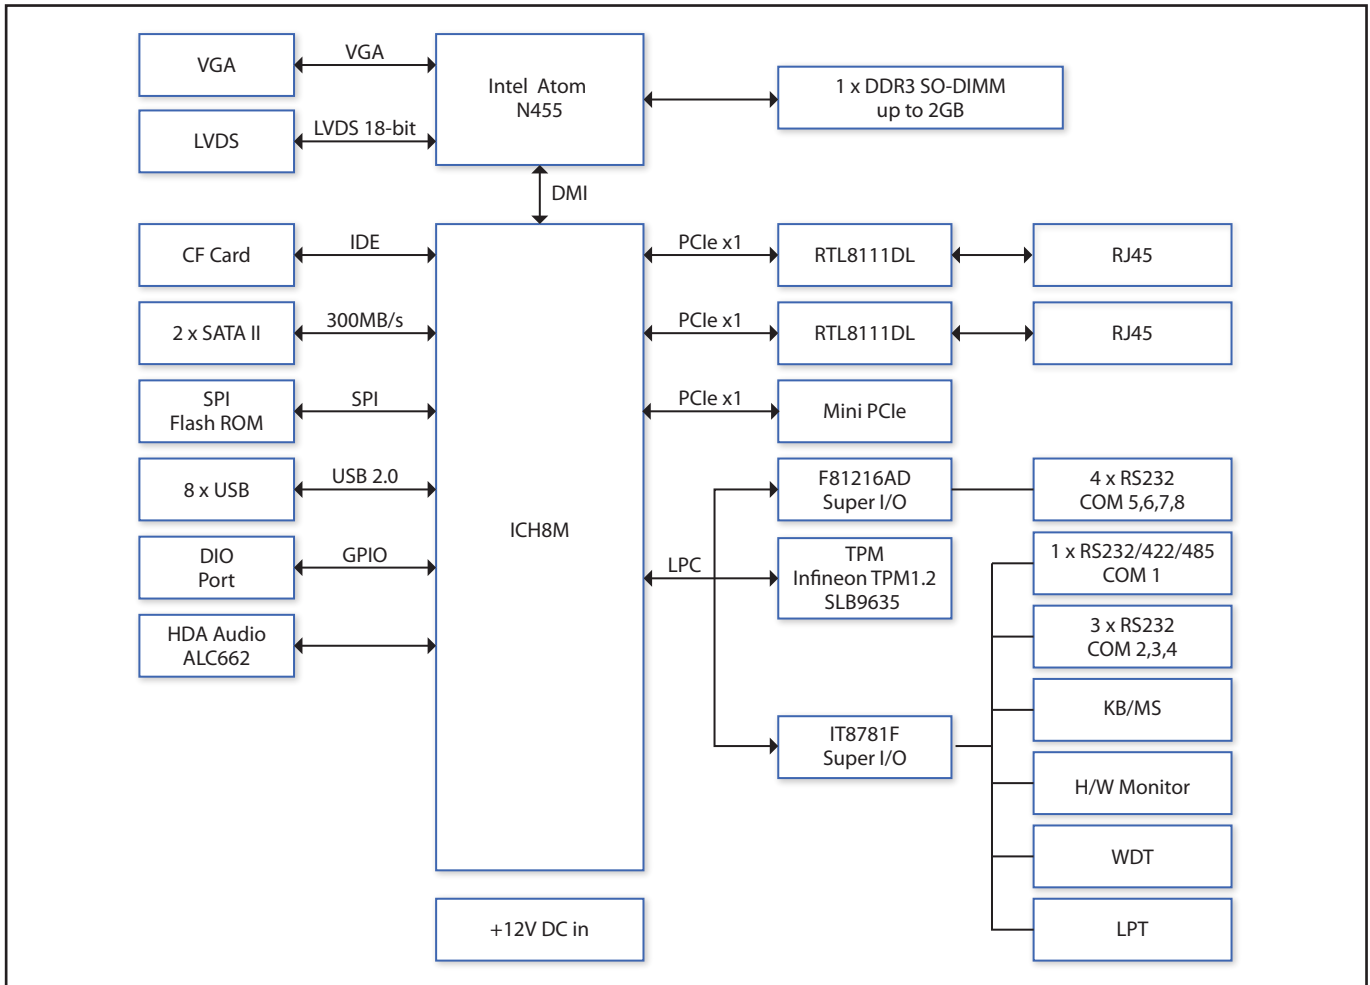 VGA
VGA
Intel Atom
N455
1 x DDR3 SO-DIMM
up to 2GB
LVDS
LVDS 18-bit
DMI
CF Card
IDE
PCIe x1
RTL8111DL
RJ45
2 x SATA II
300MB/s
PCIe x1
RTL8111DL
RJ45
SPI
Flash ROM
SPI
PCIe x1
Mini PCIe
8 x USB
USB 2.0
ICH8M
F81216AD
Super I/O
4 x RS232
COM 5,6,7,8
DIO
Port
GPIO
LPC
TPM
Infineon TPM1.2
SLB9635
1 x RS232/422/485
COM 1
HDA Audio
ALC662
3 x RS232
COM 2,3,4
KB/MS
IT8781F
Super I/O
H/W Monitor
WDT
LPT
+12V DC in